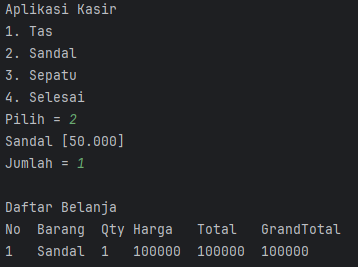 Aplikasi Kasir
1. Tas
2. Sandal
3. Sepatu
4. Selesai
Pilih = 2
Sandal [50.000]
Jumlah = 1
Daftar Belanja
No Barang Qty Harga Total GrandTotal
1 Sandal 1 100000 100000 100000